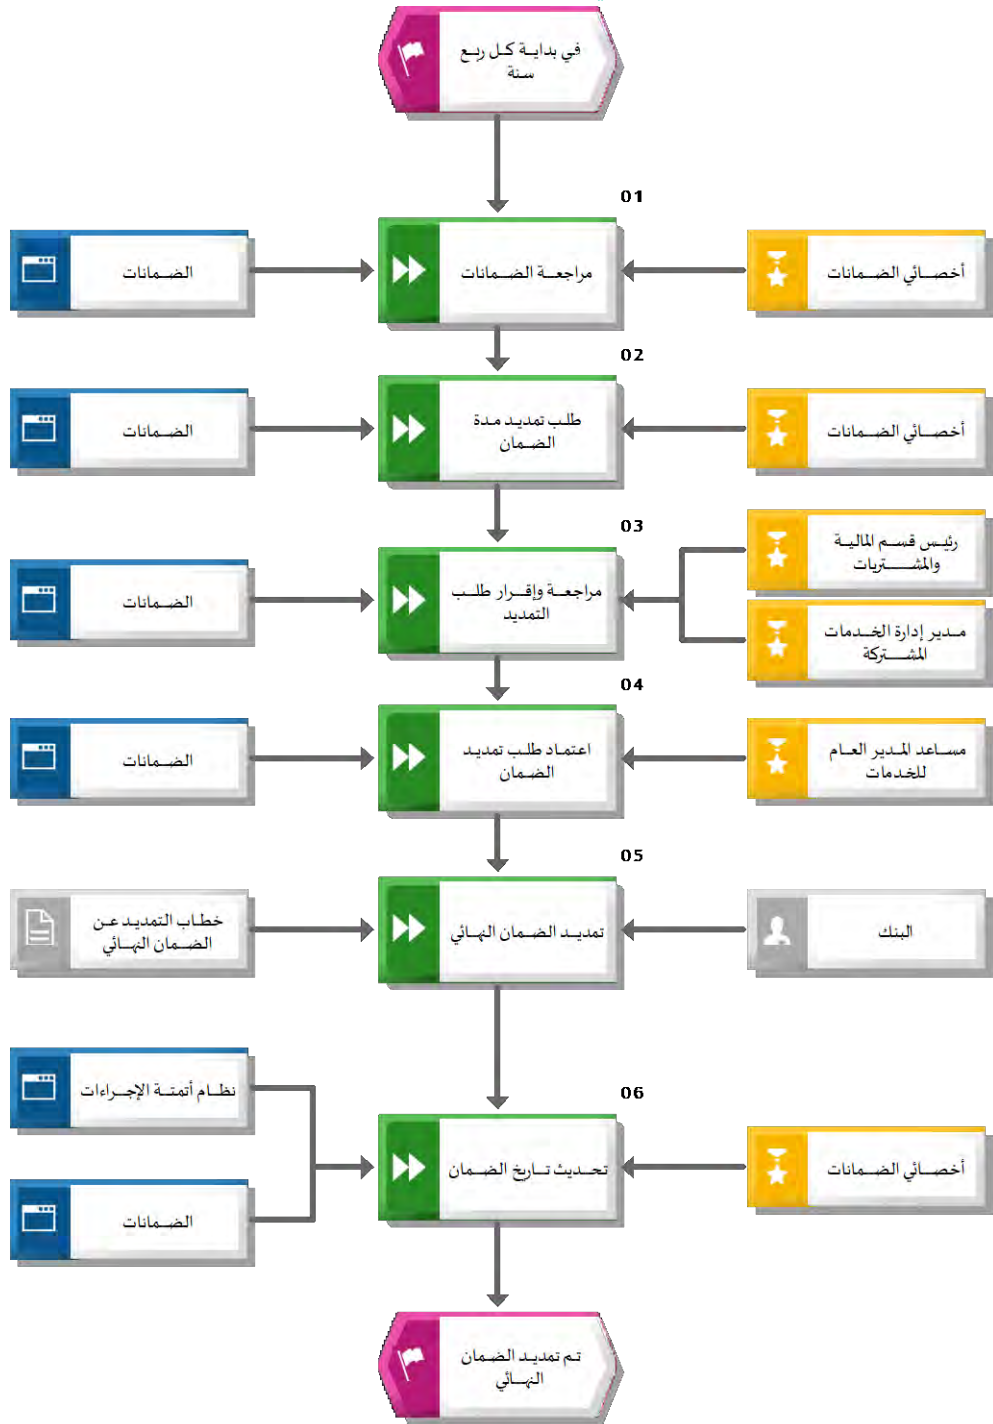 في بداية كل ربع
سنة
01
أخصائي الضمانات
مراجعة الضمانات
الضمانات
02
أخصائي الضمانات
طلب تمديد مدة
الضمان
الضمانات
03
رئيس قسم المالية
والمشتريات
مدير إدارة الخدمات
المشتركة
مراجعة وإقرار طلب
التمديد
الضمانات
04
مساعد المدير العام
للخدمات
اعتماد طلب تمديد
الضمان
الضمانات
05
البنك
تمديد الضمان النهائي
خطاب التمديد عن
الضمان النهائي
06
أخصائي الضمانات
تحديث تاريخ الضمان
نظام أتمتة الإجراءات
الضمانات
تم تمديد الضمان
النهائي